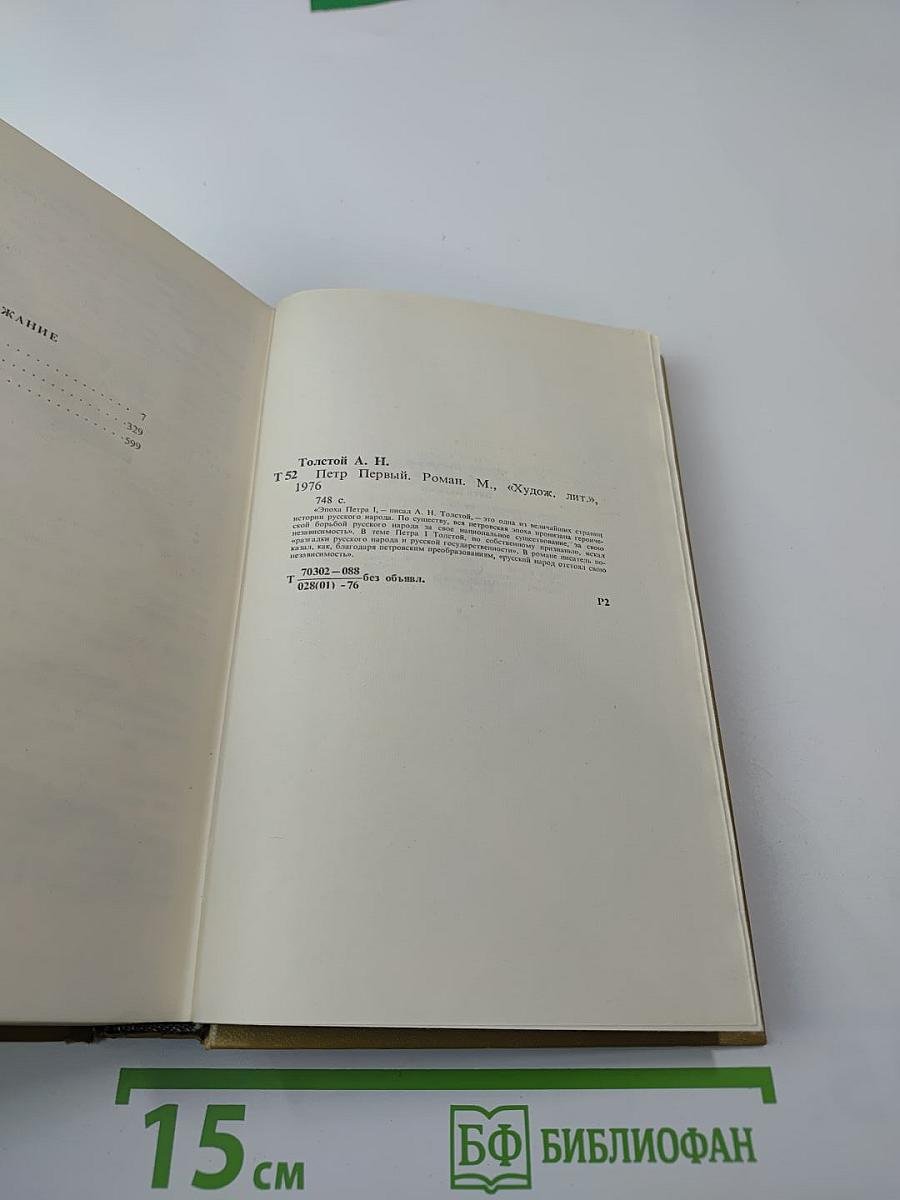 ЖАНИЕ
7
329
599
Толстой А. Н.
Т 52 Петр Первый. Роман. М., «Худож. лит.»,
1976
748 с.
«Эпоха Петра I, — писал А. Н. Толстой, — это одна из величайших страниц
истории русского народа. По существу, вся петровская эпоха пронизана героиче-
ской борьбой русского народа за свое национальное существование, за свою
независимость». В теме Петра I Толстой, по собственному признанию, искал
«разгадки русского народа и русской государственности». В романе писатель по-
казал, как, благодаря петровским преобразованиям, «русский народ отстоял свою
независимость».
Т 70302—088
028(01) -76 без объявл.
Р2
15 см
БФ БИБЛИОФАН